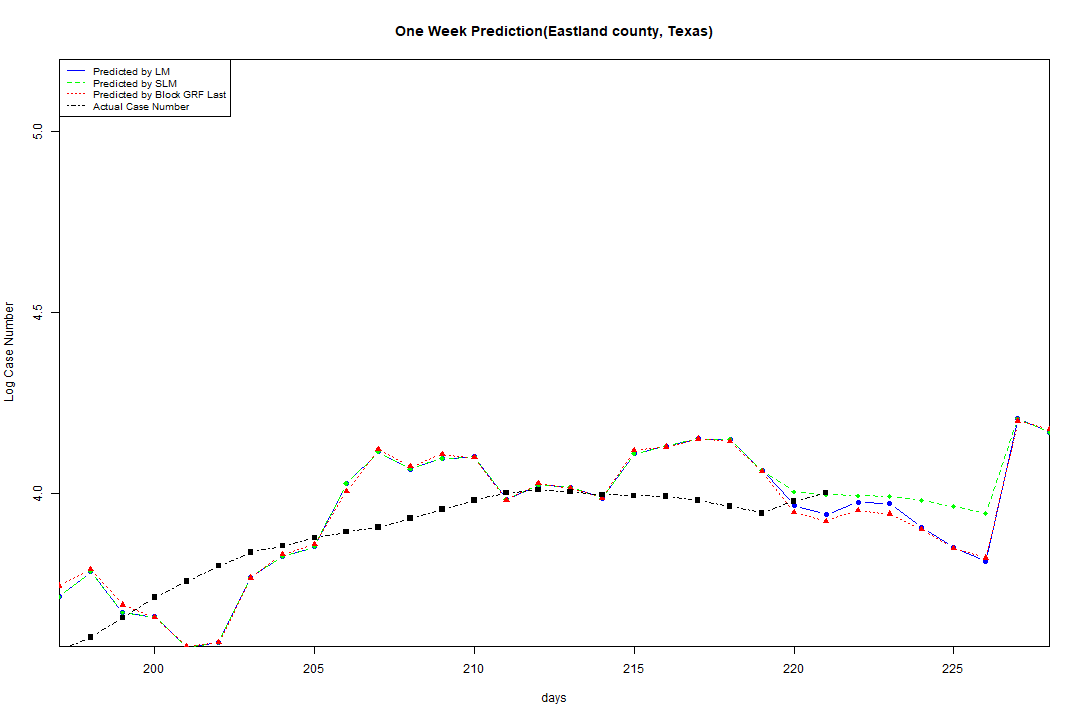 One Week Prediction(Eastland county, Texas)
Predicted by LM
Predicted by SLM
Predicted by Block GRF Last
Actual Case Number
5.0
4.5
4.0
Log Case Number
200 205 210 215 220 225
days